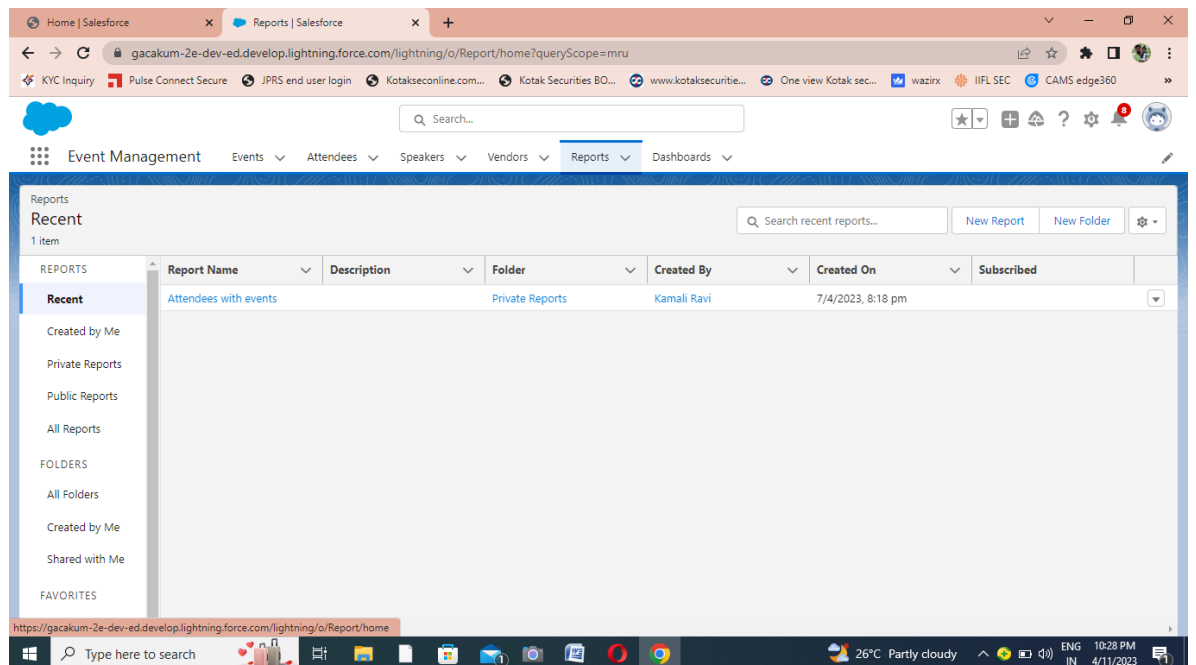 Home | Salesforce
Reports | Salesforce
gacakum-2e-dev-ed.develop.lightning.force.com/lightning/o/Report/home?queryScope=mru
KYC Inquiry Pulse Connect Secure JPRS end user login Kotakseconline.com... Kotak Securities BO... www.kotaksecuritie... One view Kotak sec... wazirx IIFL SEC CAMS edge360 »
Search...
8
Event Management Events Attendees Speakers Vendors Reports Dashboards
Reports
Recent
1 item
Search recent reports...
New Report New Folder
REPORTS
Recent
Created by Me
Private Reports
Public Reports
All Reports
FOLDERS
All Folders
Created by Me
Shared with Me
FAVORITES
Report Name Description Folder Created By Created On Subscribed
Attendees with events Private Reports Kamali Ravi 7/4/2023, 8:18 pm
https://gacakum-2e-dev-ed.develop.lightning.force.com/lightning/o/Report/home
Type here to search
1
26°C Partly cloudy
ENG
IN
10:28 PM
4/11/2023
1